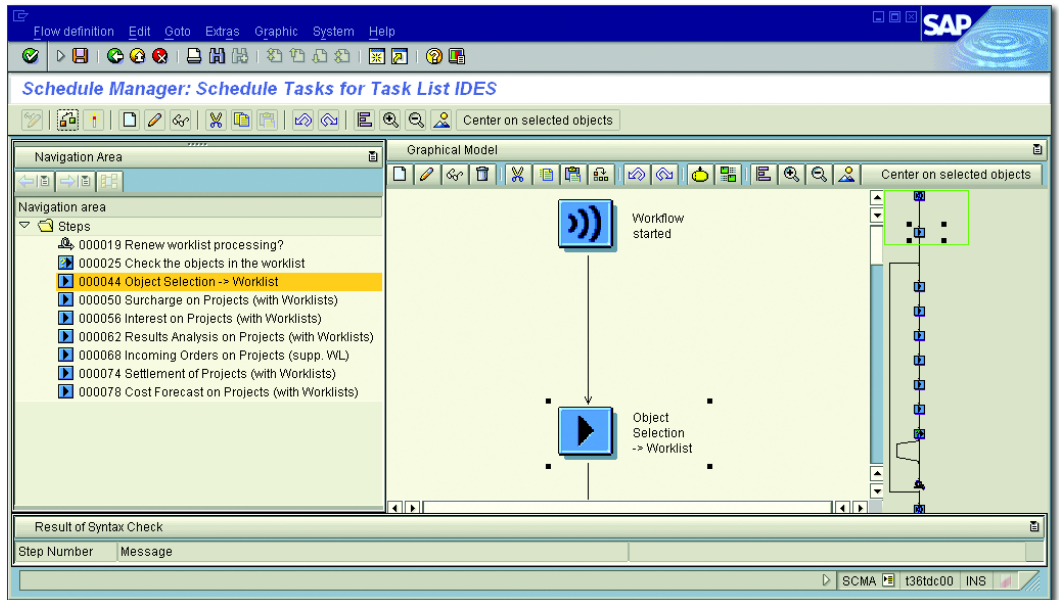 Flow definition Edit Goto Extras Graphic System Help
SAP
Schedule Manager: Schedule Tasks for Task List IDES
Center on selected objects
Navigation Area
Graphical Model
Center on selected objects
Navigation area
Steps
000019 Renew worklist processing?
000025 Check the objects in the worklist
000044 Object Selection -> Worklist
000050 Surcharge on Projects (with Worklists)
000056 Interest on Projects (with Worklists)
000062 Results Analysis on Projects (with Worklists)
000068 Incoming Orders on Projects (supp. WL)
000074 Settlement of Projects (with Worklists)
000078 Cost Forecast on Projects (with Worklists)
Workflow
started
Object
Selection
-> Worklist
Result of Syntax Check
Step Number Message
SCMA t36tdc00 INS